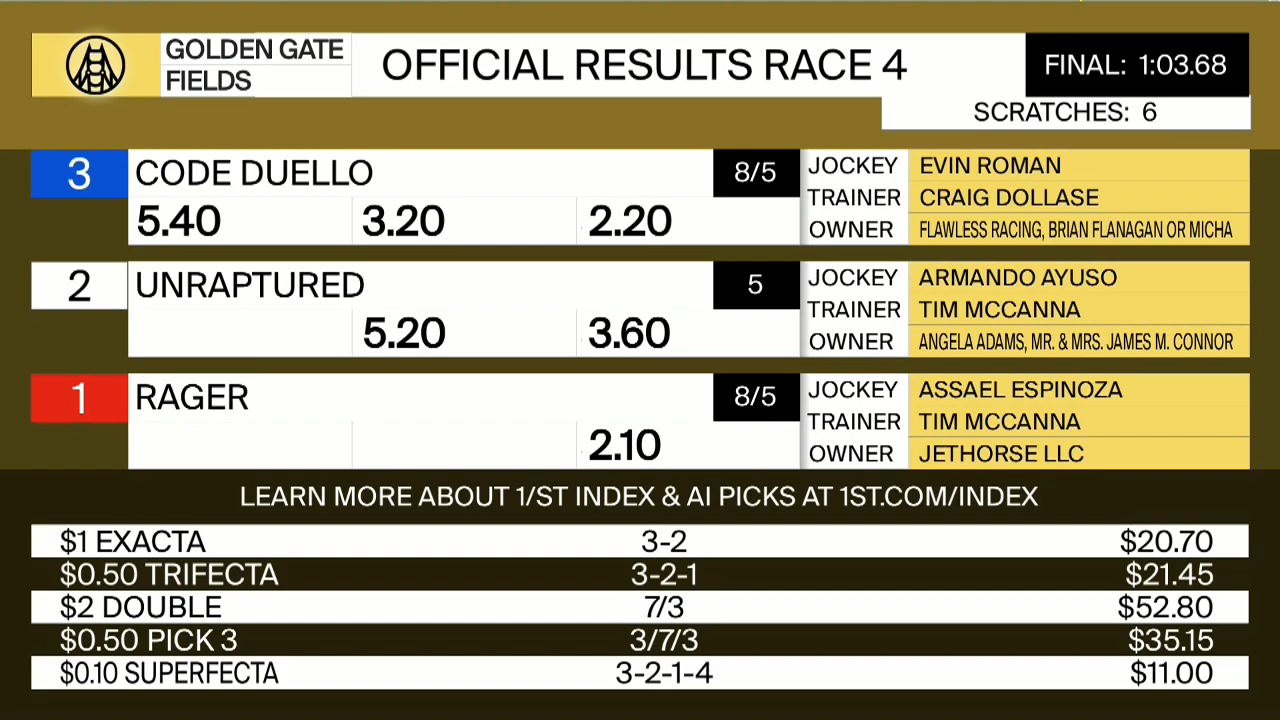 GOLDEN GATE
FIELDS
OFFICIAL RESULTS RACE 4
FINAL: 1:03.68
SCRATCHES: 6
3 CODE DUELLO 8/5
5.40 3.20 2.20
JOCKEY EVIN ROMAN
TRAINER CRAIG DOLLASE
OWNER FLAWLESS RACING, BRIAN FLANAGAN OR MICHA
2 UNRAPTURED 5
5.20 3.60
JOCKEY ARMANDO AYUSO
TRAINER TIM MCCANNA
OWNER ANGELA ADAMS, MR. & MRS. JAMES M. CONNOR
1 RAGER 8/5
2.10
JOCKEY ASSAEL ESPINOZA
TRAINER TIM MCCANNA
OWNER JETHORSE LLC
LEARN MORE ABOUT 1/ST INDEX & AI PICKS AT 1ST.COM/INDEX
$1 EXACTA 3-2 $20.70
$0.50 TRIFECTA 3-2-1 $21.45
$2 DOUBLE 7/3 $52.80
$0.50 PICK 3 3/7/3 $35.15
$0.10 SUPERFECTA 3-2-1-4 $11.00